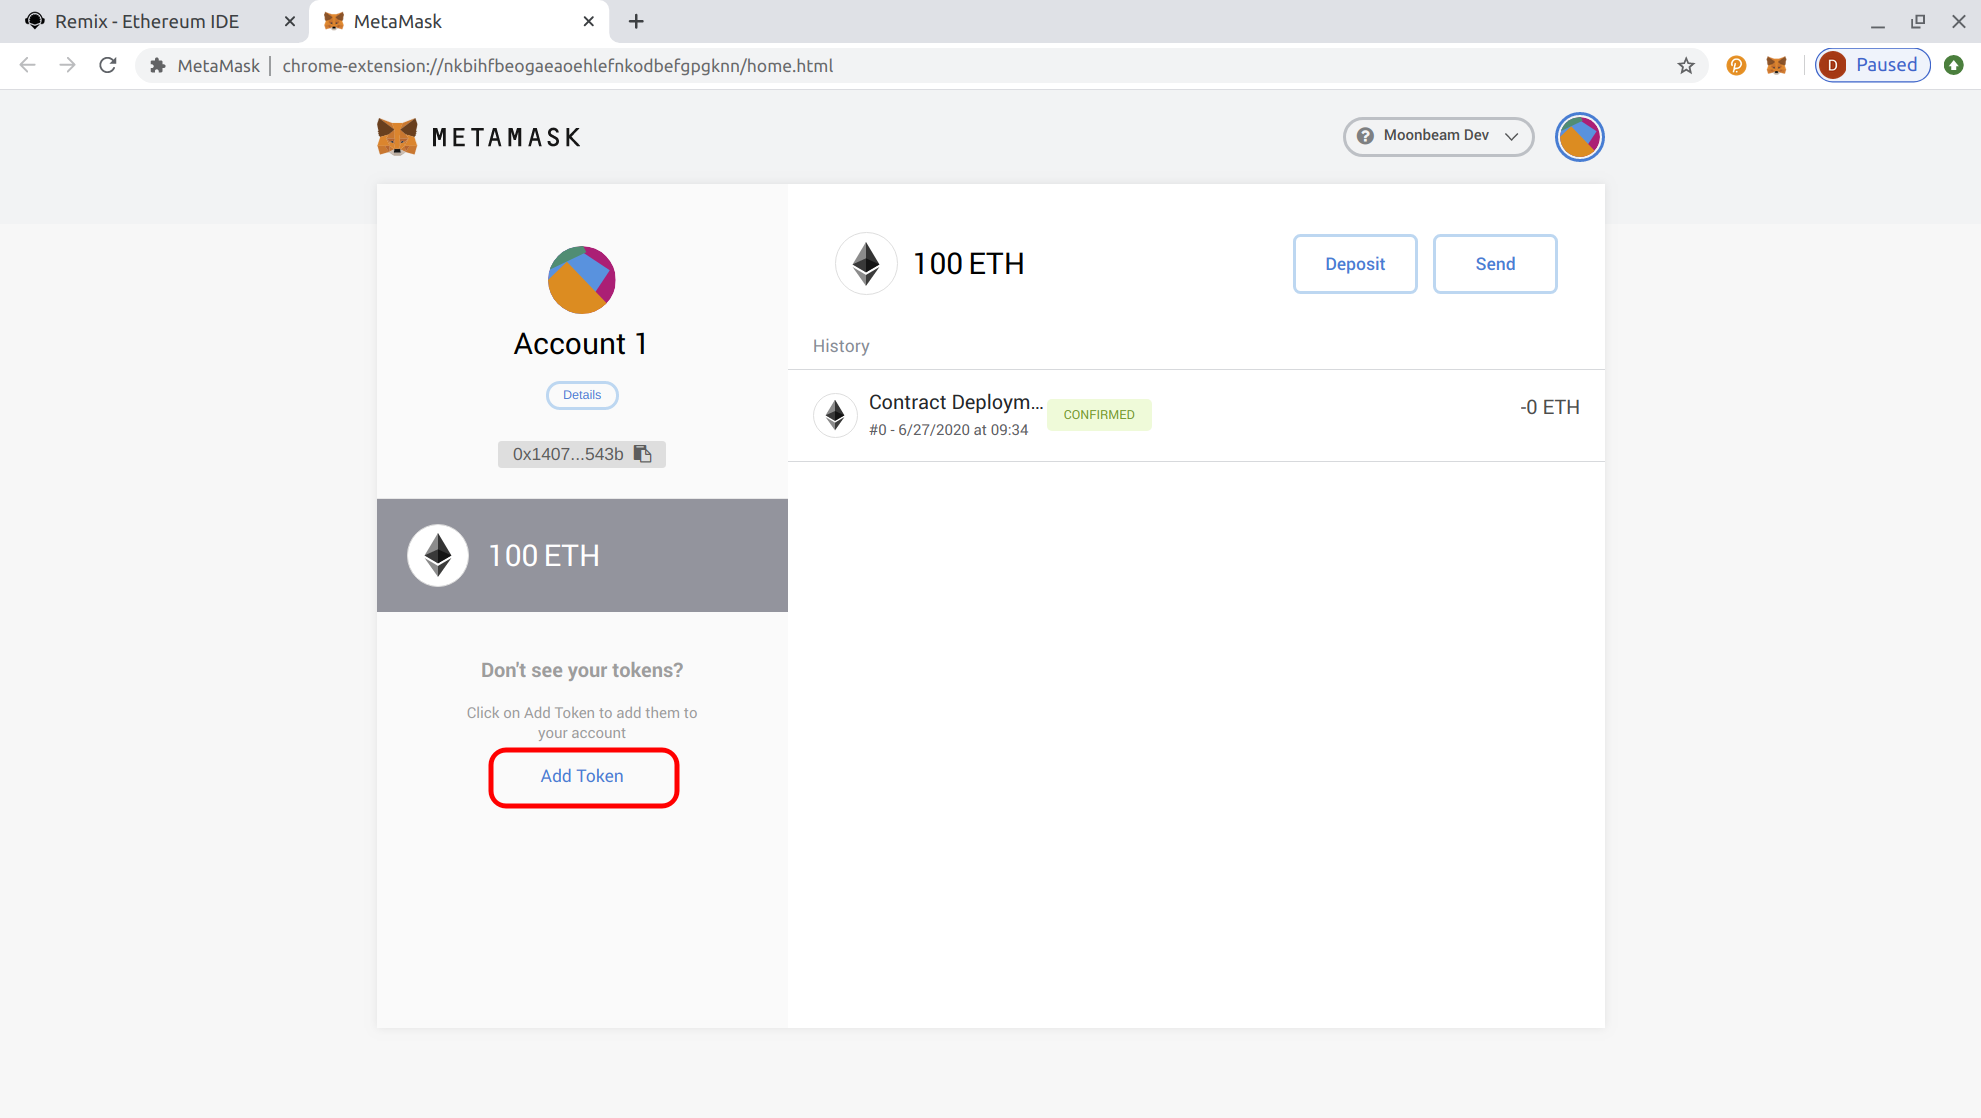 Remix - Ethereum IDE
MetaMask
MetaMask | chrome-extension://nkbihfbeogaeaoehlefnkodbefgpgknn/home.html
D Paused
METAMASK
Moonbeam Dev
Account 1
Details
0x1407...543b
100 ETH
Don't see your tokens?
Click on Add Token to add them to
your account
Add Token
100 ETH
Deposit
Send
History
Contract Deploym...
CONFIRMED
-0 ETH
#0 - 6/27/2020 at 09:34